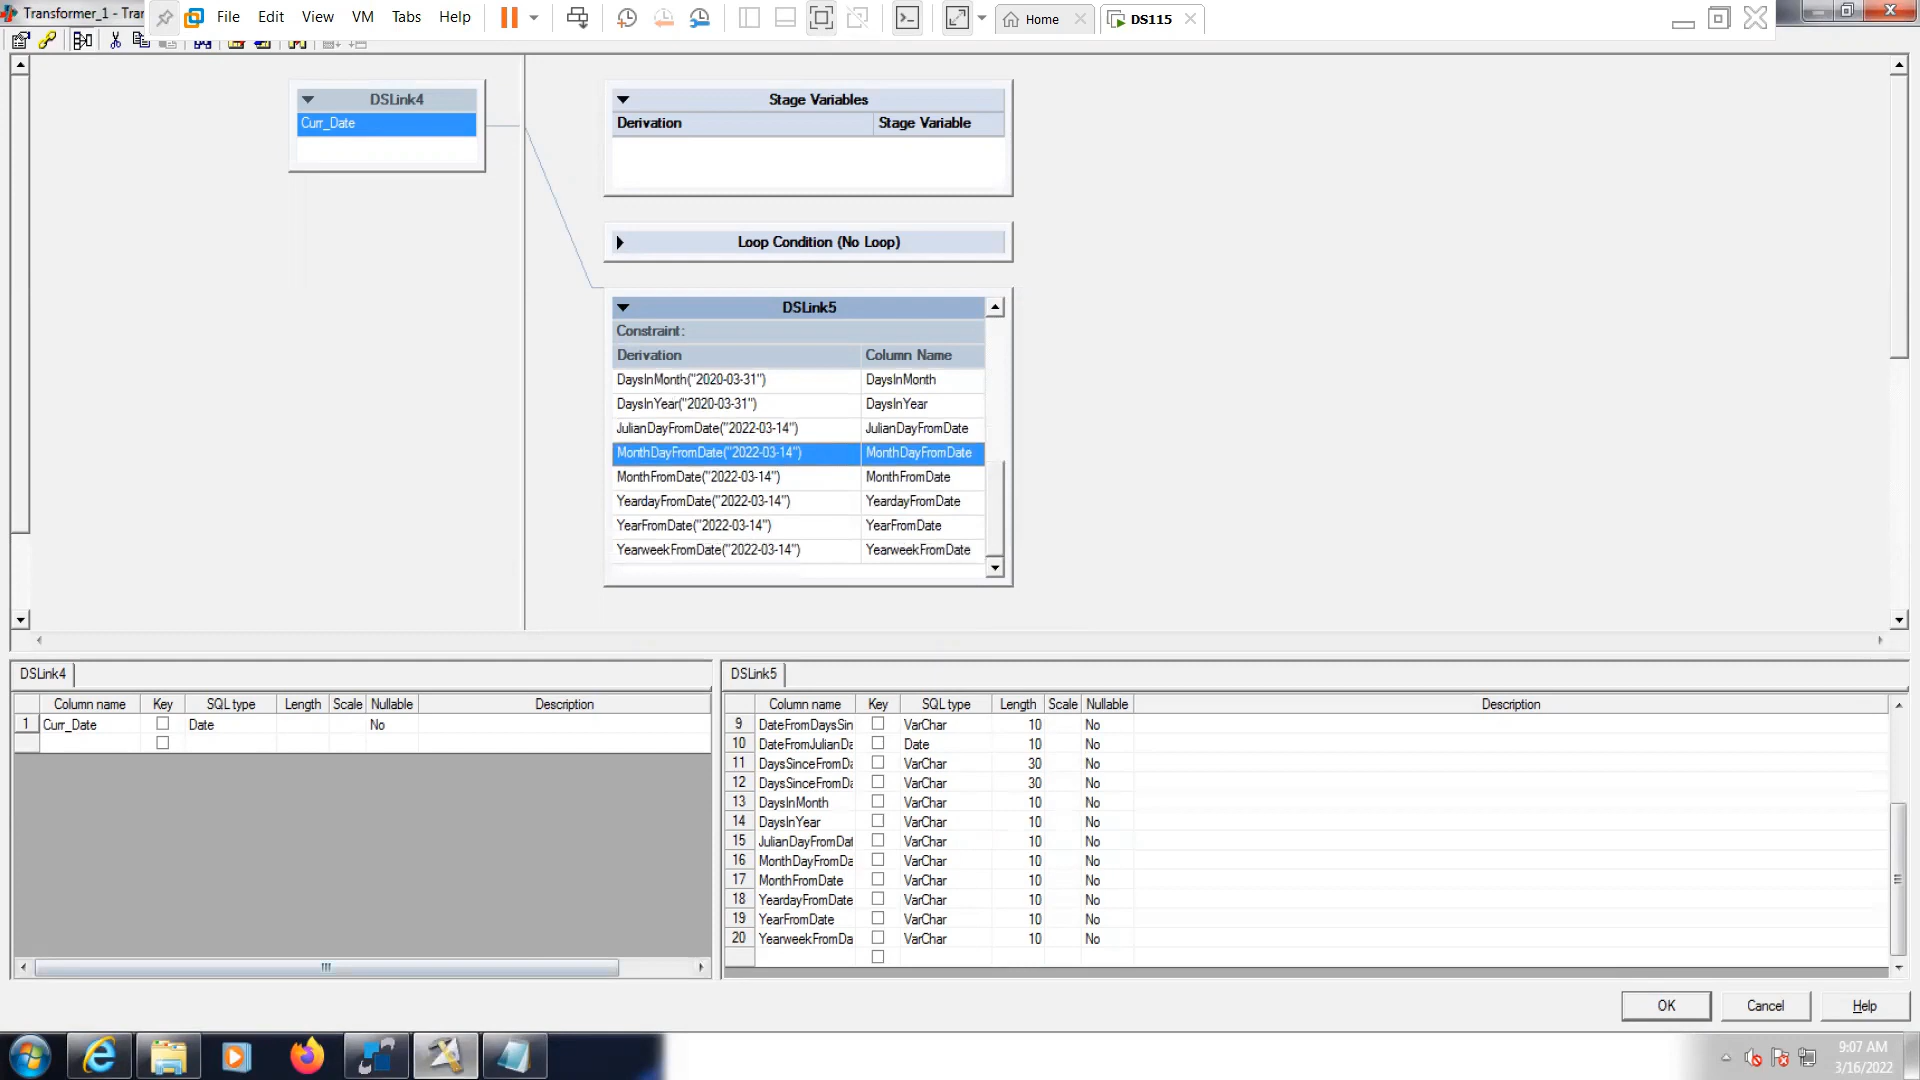 Transformer_1 - Trar
File Edit View VM Tabs Help
Home
DS115
DSLink4
Curr_Date
Stage Variables
Derivation Stage Variable
Loop Condition (No Loop)
DSLink5
Constraint:
Derivation Column Name
DaysInMonth("2020-03-31") DaysInMonth
DaysInYear("2020-03-31") DaysInYear
JulianDayFromDate("2022-03-14") JulianDayFromDate
MonthDayFromDate("2022-03-14") MonthDayFromDate
MonthFromDate("2022-03-14") MonthFromDate
YeardayFromDate("2022-03-14") YeardayFromDate
YearFromDate("2022-03-14") YearFromDate
YearweekFromDate("2022-03-14") YearweekFromDate
DSLink4
Column name Key SQL type Length Scale Nullable Description
1 Curr_Date Date No
DSLink5
Column name Key SQL type Length Scale Nullable Description
9 DateFromDaysSin VarChar 10 No
10 DateFromJulianDa Date 10 No
11 DaysSinceFromDa VarChar 30 No
12 DaysSinceFromDa VarChar 30 No
13 DaysInMonth VarChar 10 No
14 DaysInYear VarChar 10 No
15 JulianDayFromDat VarChar 10 No
16 MonthDayFromDa VarChar 10 No
17 MonthFromDate VarChar 10 No
18 YeardayFromDate VarChar 10 No
19 YearFromDate VarChar 10 No
20 YearweekFromDa VarChar 10 No
OK Cancel Help
9:07 AM
3/16/2022